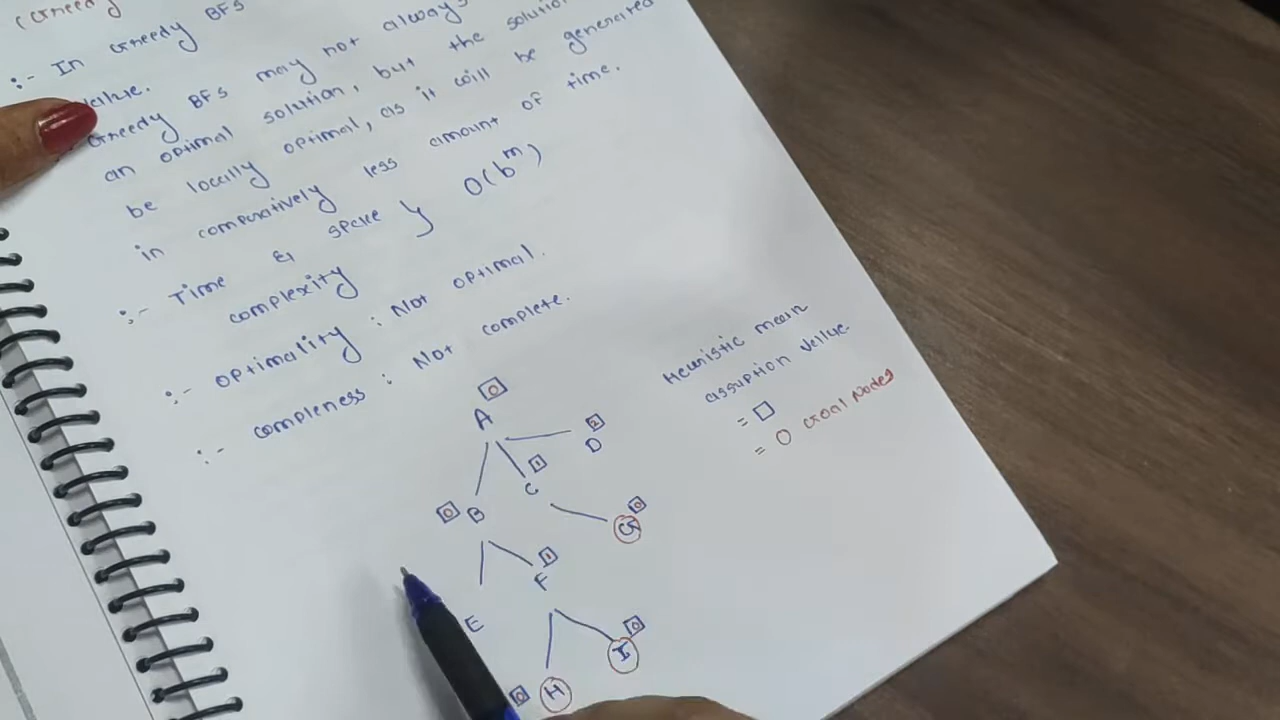 (Greedy
:- In Greedy BFS
value.
Greedy BFS may not always
an optimal solution, but the solution
be locally optimal, as it will be generated
in comparatively less amount of time.
:- Time & space } O(b^m)
complexity
:- optimality : Not optimal.
:- compleness : Not complete.
Heuristic mean
assuption value.
= □
= O Goal Nodes
0
A
2
D
1
C
0
B
0
G
1
F
E
0
I
0
H